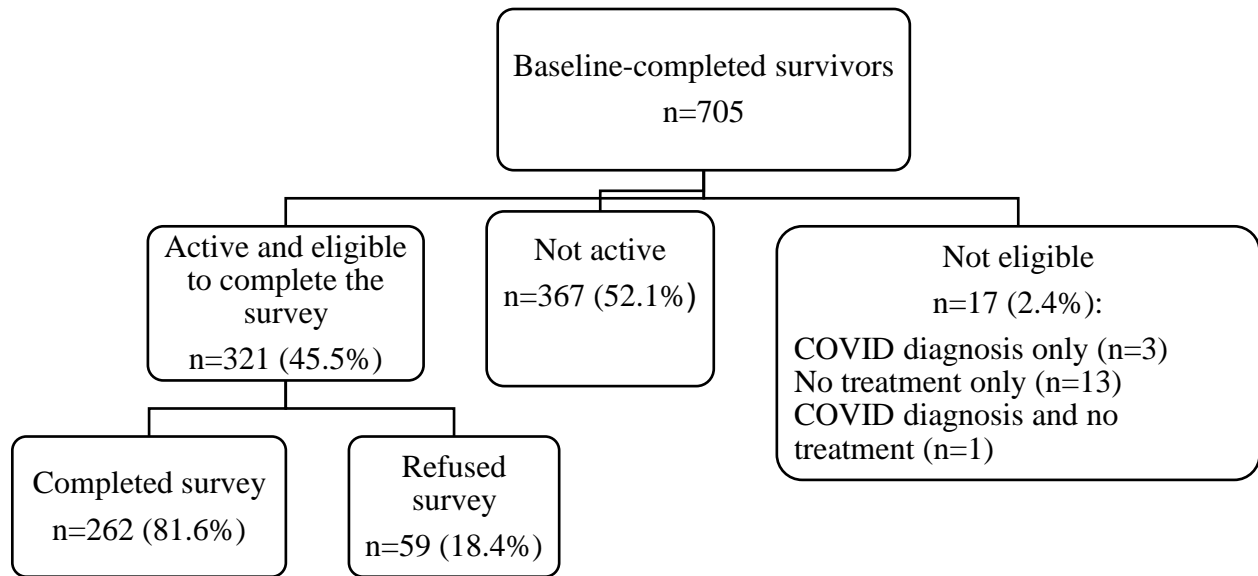 Baseline-completed survivors
n=705
Active and eligible
to complete the
survey
n=321 (45.5%)
Not active
n=367 (52.1%)
Not eligible
n=17 (2.4%):
COVID diagnosis only (n=3)
No treatment only (n=13)
COVID diagnosis and no
treatment (n=1)
Completed survey
n=262 (81.6%)
Refused
survey
n=59 (18.4%)